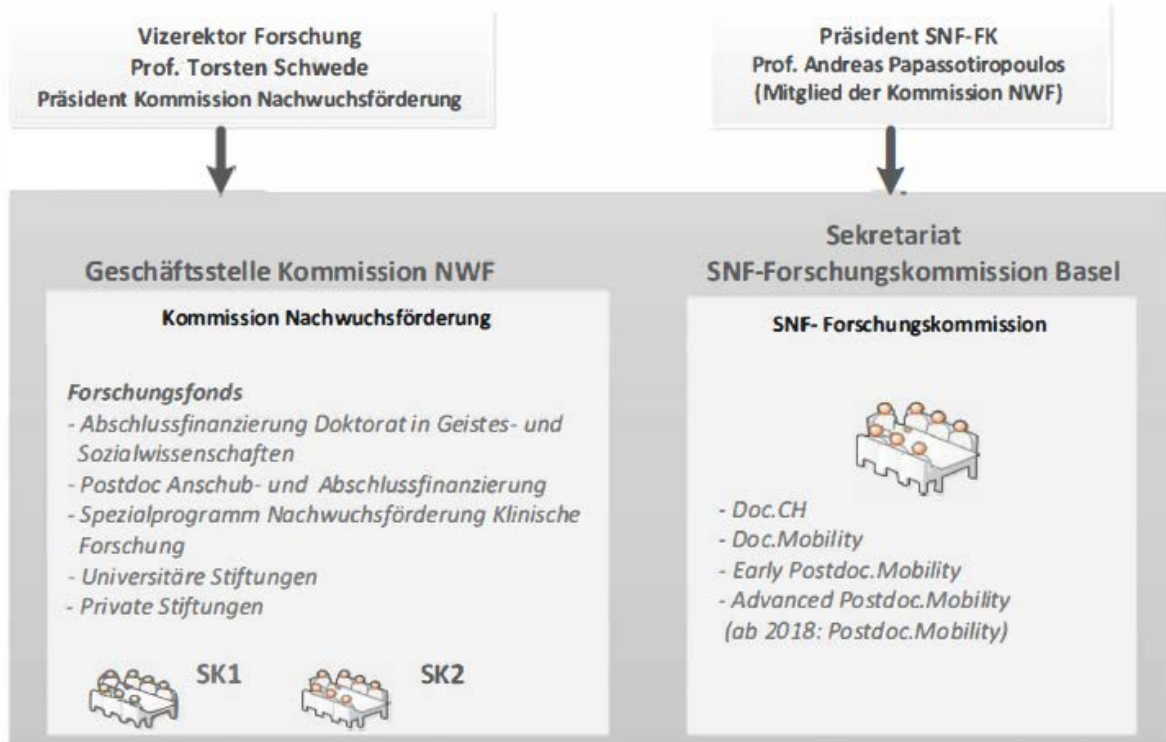 Vizerektor Forschung
Prof. Torsten Schwede
Präsident Kommission Nachwuchsförderung
Präsident SNF-FK
Prof. Andreas Papassotiropoulos
(Mitglied der Kommission NWF)
Geschäftsstelle Kommission NWF
Kommission Nachwuchsförderung
Forschungsfonds
- Abschlussfinanzierung Doktorat in Geistes- und
Sozialwissenschaften
- Postdoc Anschub- und Abschlussfinanzierung
- Spezialprogramm Nachwuchsförderung Klinische
Forschung
- Universitäre Stiftungen
- Private Stiftungen
SK1
SK2
Sekretariat
SNF-Forschungskommission Basel
SNF- Forschungskommission
- Doc.CH
- Doc.Mobility
- Early Postdoc.Mobility
- Advanced Postdoc.Mobility
(ab 2018: Postdoc.Mobility)